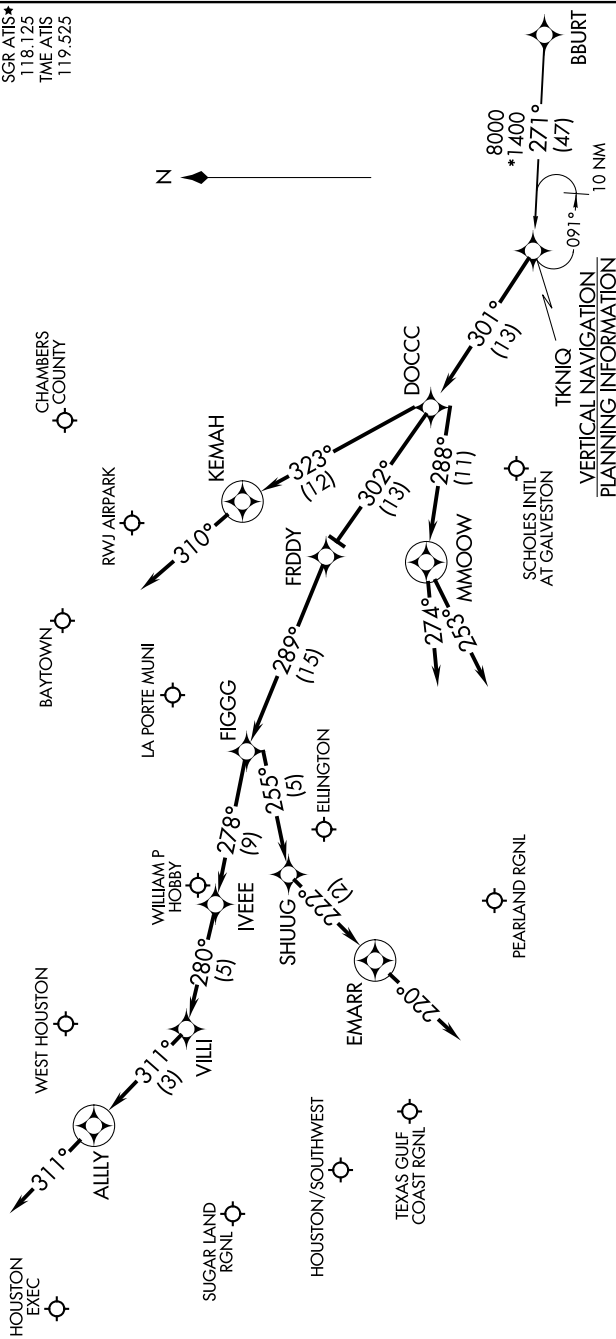 SGR ATIS★
118.125
TME ATIS
119.525
N
BBURT
8000
*1400
271°
(47)
091°
10 NM
TKNIQ
VERTICAL NAVIGATION
PLANNING INFORMATION
301°
(13)
DOCCC
CHAMBERS
COUNTY
KEMAH
323°
(12)
310°
RWJ AIRPARK
302°
(13)
288°
(11)
SCHOLES INTL
AT GALVESTON
MMOOW
274°
253°
FRDDY
BAYTOWN
LA PORTE MUNI
289°
(15)
FIGGG
255°
(5)
ELLINGTON
278°
(9)
WILLIAM P
HOBBY
IVEEE
SHUUG
222°
(2)
PEARLAND RGNL
EMARR
220°
280°
(5)
WEST HOUSTON
VILLI
311°
(3)
ALLLY
311°
HOUSTON
EXEC
SUGAR LAND
RGNL
HOUSTON/SOUTHWEST
TEXAS GULF
COAST RGNL